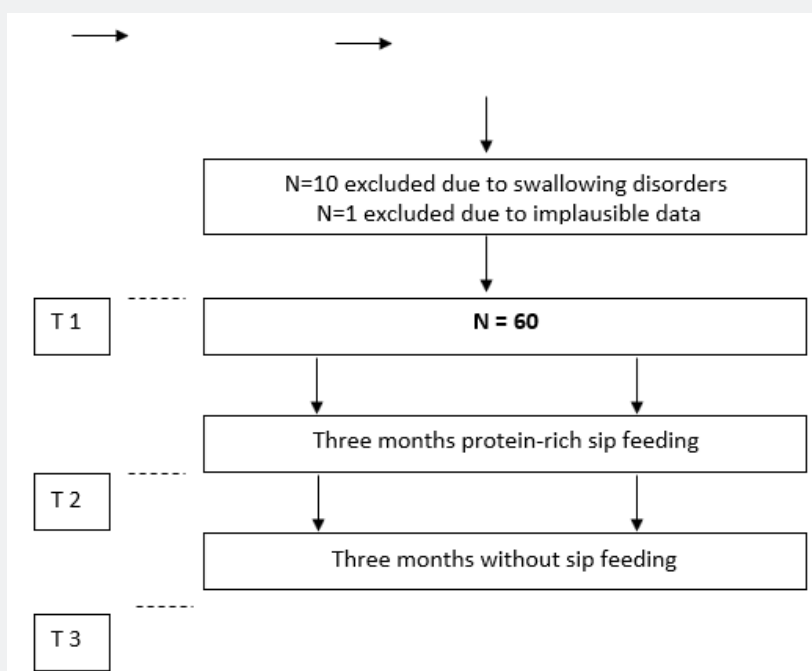 N=10 excluded due to swallowing disorders
N=1 excluded due to implausible data
T 1
N = 60
Three months protein-rich sip feeding
T 2
Three months without sip feeding
T 3